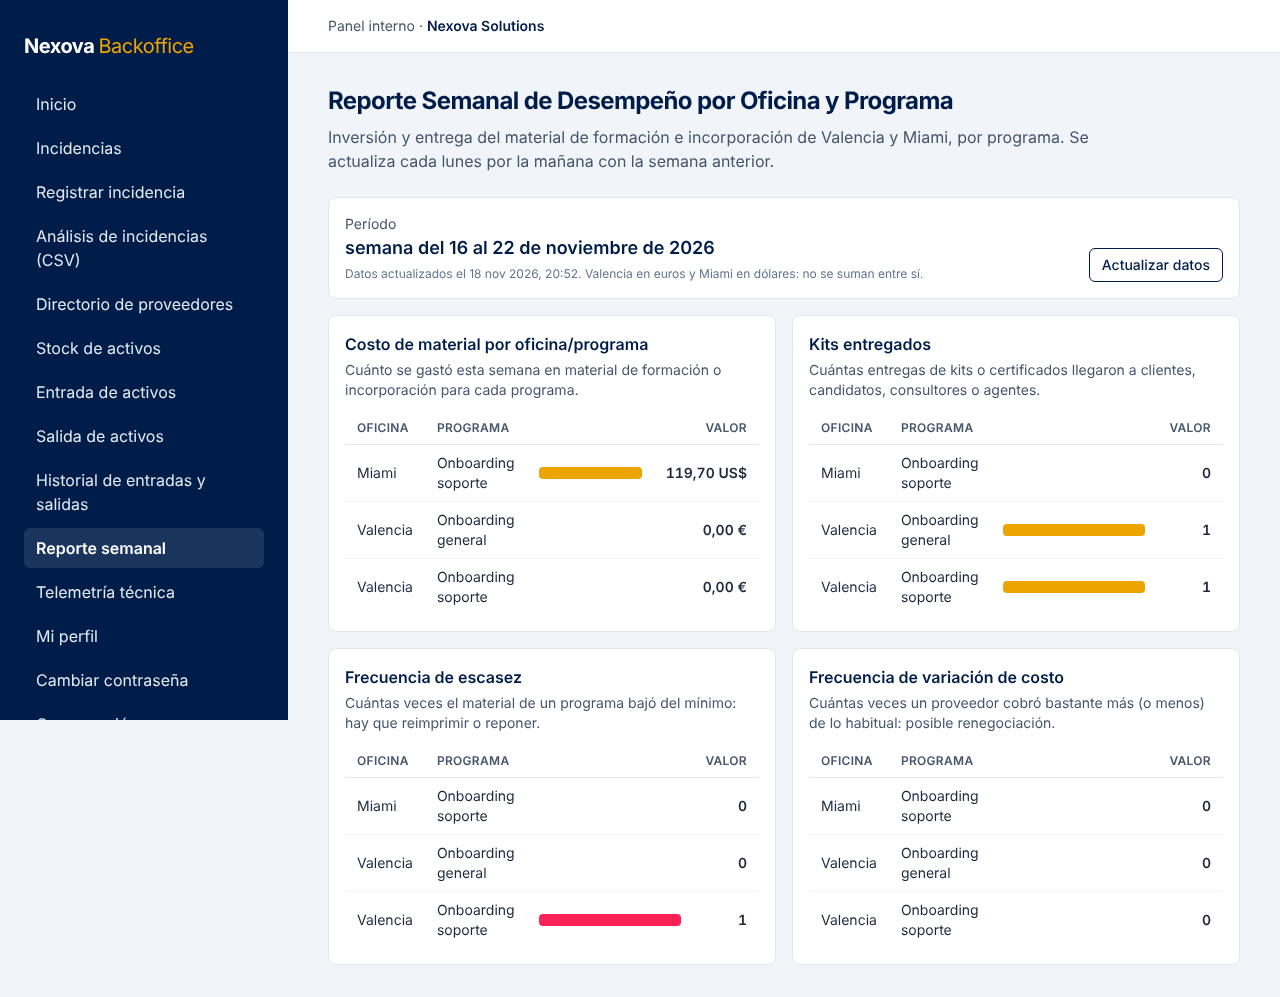 Nexova Backoffice
Inicio
Incidencias
Registrar incidencia
Análisis de incidencias
(CSV)
Directorio de proveedores
Stock de activos
Entrada de activos
Salida de activos
Historial de entradas y
salidas
Reporte semanal
Telemetría técnica
Mi perfil
Cambiar contraseña
Panel interno · Nexova Solutions
Reporte Semanal de Desempeño por Oficina y Programa
Inversión y entrega del material de formación e incorporación de Valencia y Miami, por programa. Se
actualiza cada lunes por la mañana con la semana anterior.
Período
semana del 16 al 22 de noviembre de 2026
Datos actualizados el 18 nov 2026, 20:52. Valencia en euros y Miami en dólares: no se suman entre sí.
Actualizar datos
Costo de material por oficina/programa
Cuánto se gastó esta semana en material de formación o
incorporación para cada programa.
OFICINA PROGRAMA VALOR
Miami Onboarding soporte 119,70 US$
Valencia Onboarding general 0,00 €
Valencia Onboarding soporte 0,00 €
Kits entregados
Cuántas entregas de kits o certificados llegaron a clientes,
candidatos, consultores o agentes.
OFICINA PROGRAMA VALOR
Miami Onboarding soporte 0
Valencia Onboarding general 1
Valencia Onboarding soporte 1
Frecuencia de escasez
Cuántas veces el material de un programa bajó del mínimo:
hay que reimprimir o reponer.
OFICINA PROGRAMA VALOR
Miami Onboarding soporte 0
Valencia Onboarding general 0
Valencia Onboarding soporte 1
Frecuencia de variación de costo
Cuántas veces un proveedor cobró bastante más (o menos)
de lo habitual: posible renegociación.
OFICINA PROGRAMA VALOR
Miami Onboarding soporte 0
Valencia Onboarding general 0
Valencia Onboarding soporte 0